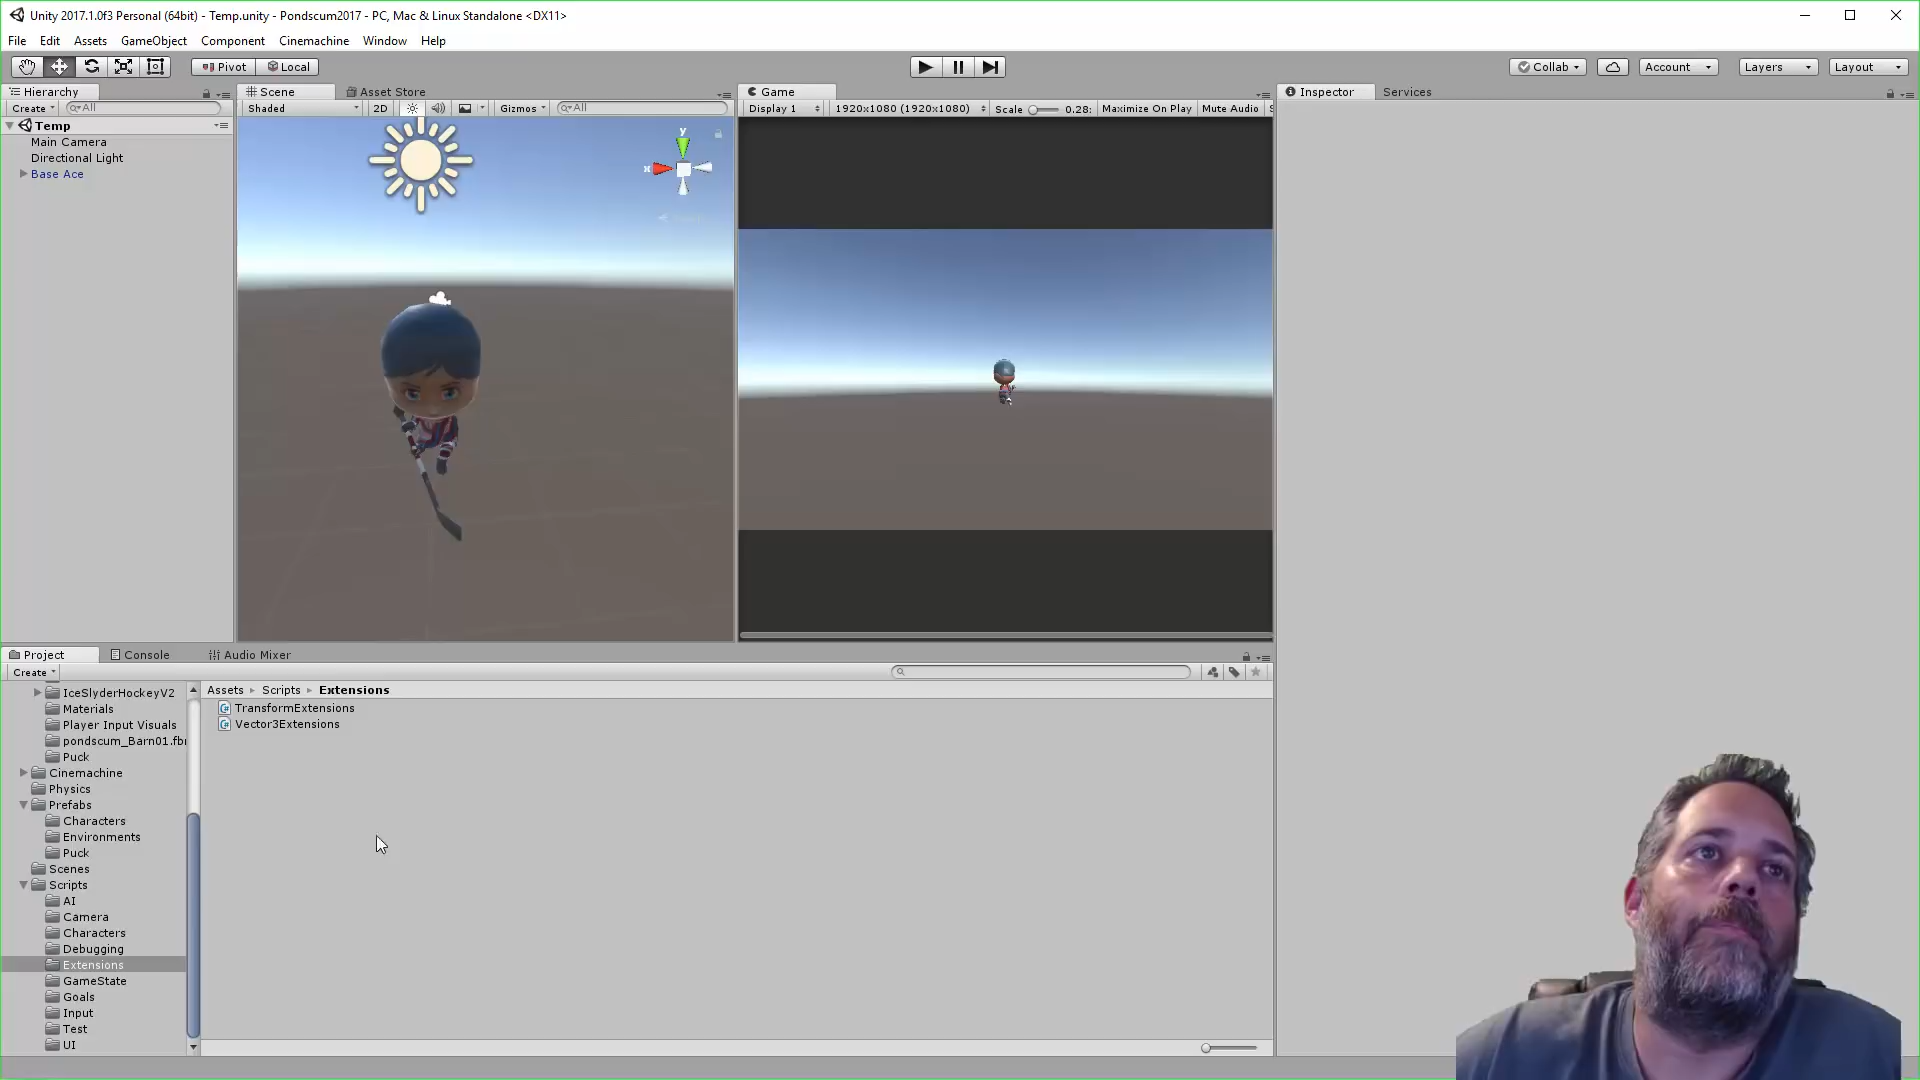 Unity 2017.1.0f3 Personal (64bit) - Temp.unity - Pondscum2017 - PC, Mac & Linux Standalone <DX11>
File Edit Assets GameObject Component Cinemachine Window Help
Pivot Local Collab Account Layers Layout
Hierarchy
Create All
Temp
Main Camera
Directional Light
Base Ace
Scene Asset Store
Shaded 2D Gizmos All
y
x
Game
Display 1 1920x1080 (1920x1080) Scale 0.28: Maximize On Play Mute Audio S
Inspector Services
Project Console Audio Mixer
Create
IceSlyderHockeyV2
Materials
Player Input Visuals
pondscum_Barn01.fb
Puck
Cinemachine
Physics
Prefabs
Characters
Environments
Puck
Scenes
Scripts
AI
Camera
Characters
Debugging
Extensions
GameState
Goals
Input
Test
UI
Assets Scripts Extensions
TransformExtensions
Vector3Extensions